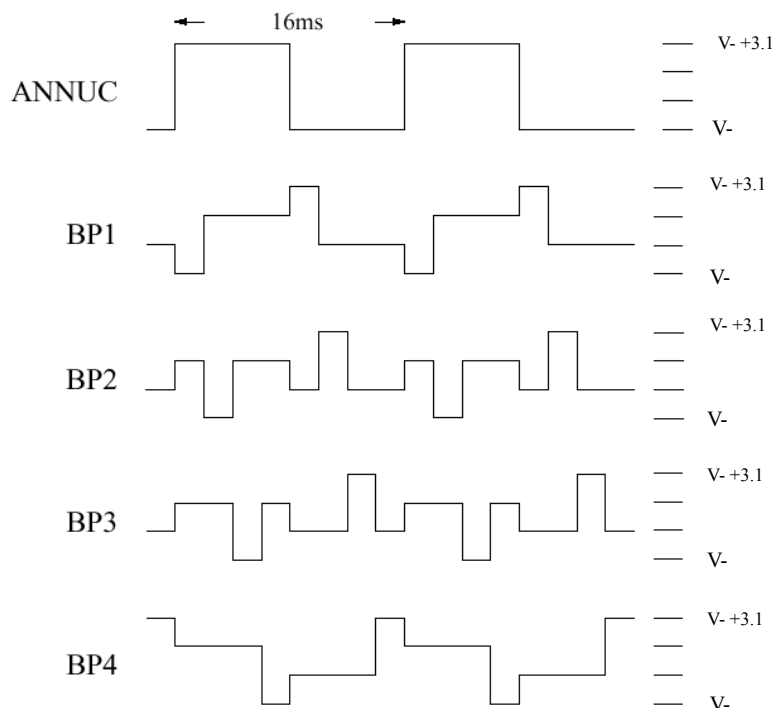 16ms
V- +3.1
ANNUC
V-
V- +3.1
BP1
V-
V- +3.1
BP2
V-
V- +3.1
BP3
V-
V- +3.1
BP4
V-